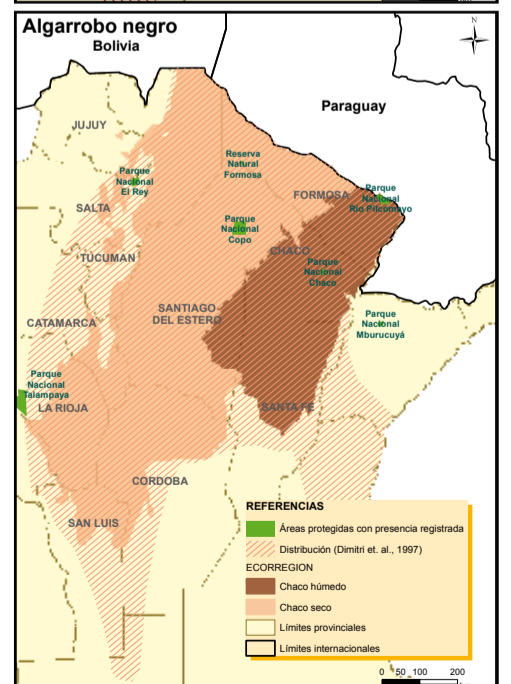 Algarrobo negro
Bolivia
N
Paraguay
JUJUY
Parque
Nacional
El Rey
Reserva
Natural
Formosa
FORMOSA
Parque
Nacional
Río Pilcomayo
SALTA
Parque
Nacional
Copo
CHACO
TUCUMAN
Parque
Nacional
Chaco
SANTIAGO
DEL ESTERO
CATAMARCA
Parque
Nacional
Mburucuyá
Parque
Nacional
Talampaya
LA RIOJA
SANTA FE
CORDOBA
SAN LUIS
REFERENCIAS
Áreas protegidas con presencia registrada
Distribución (Dimitri et. al., 1997)
ECORREGION
Chaco húmedo
Chaco seco
Límites provinciales
Límites internacionales
0 50 100 200